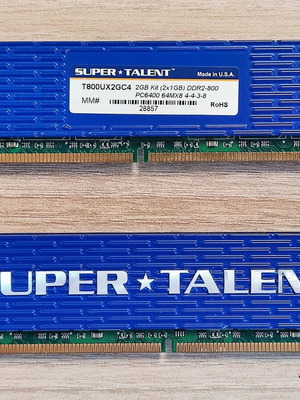 SUPER★TALENT Made in U.S.A.
T800UX2GC4 2GB Kit (2x1GB) DDR2-800
PC6400 64MX8 4-4-3-8
MM# RoHS
28857
SUPER★TALENT